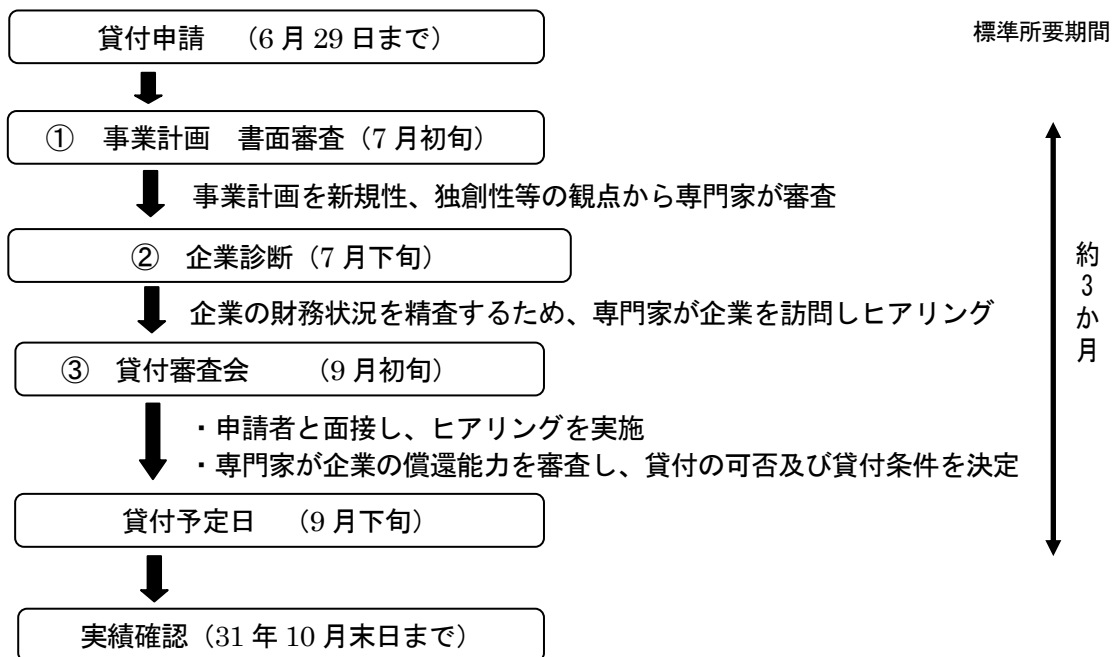 貸付申請　（6月29日まで）
標準所要期間
①　事業計画　書面審査（7月初旬）
事業計画を新規性、独創性等の観点から専門家が審査
②　企業診断（7月下旬）
企業の財務状況を精査するため、専門家が企業を訪問しヒアリング
③　貸付審査会　　（9月初旬）
・申請者と面接し、ヒアリングを実施
・専門家が企業の償還能力を審査し、貸付の可否及び貸付条件を決定
貸付予定日　（9月下旬）
実績確認（31年10月末日まで）
約3か月